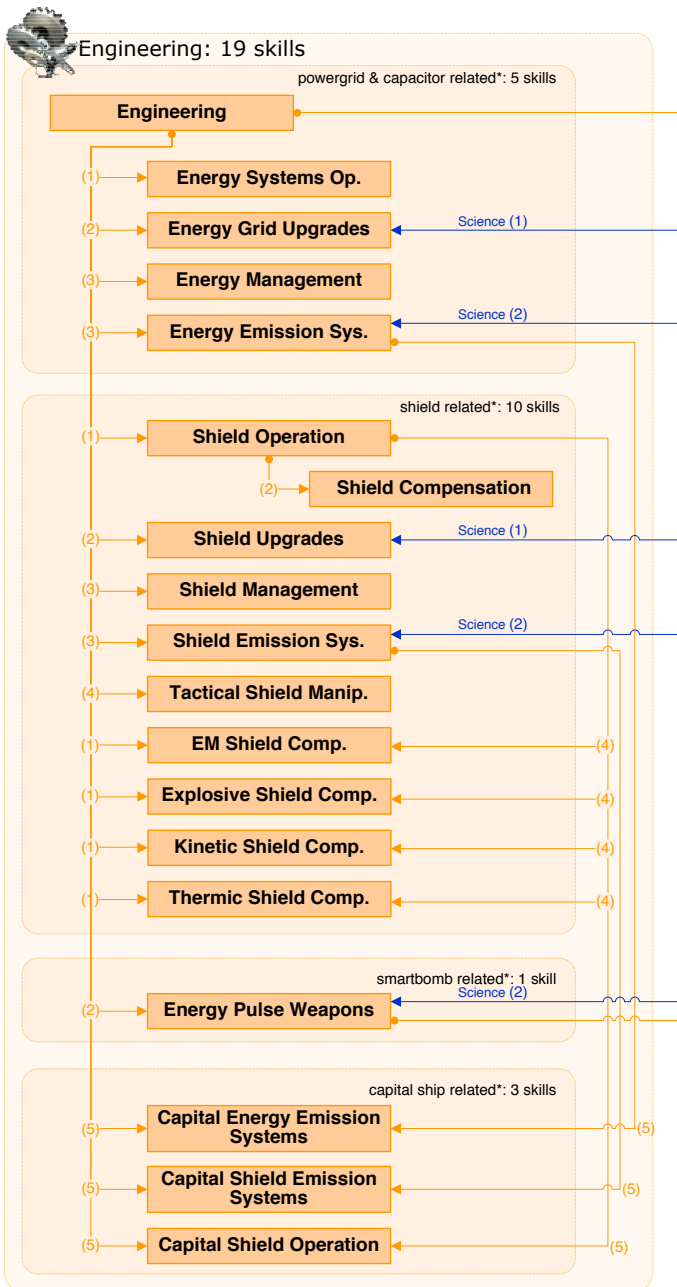 Engineering: 19 skills
powergrid & capacitor related*: 5 skills
Engineering
(1) Energy Systems Op.
(2) Energy Grid Upgrades Science (1)
(3) Energy Management
(3) Energy Emission Sys. Science (2)
shield related*: 10 skills
(1) Shield Operation
(2) Shield Compensation
(2) Shield Upgrades Science (1)
(3) Shield Management
(3) Shield Emission Sys. Science (2)
(4) Tactical Shield Manip.
(1) EM Shield Comp. (4)
(1) Explosive Shield Comp. (4)
(1) Kinetic Shield Comp. (4)
(1) Thermic Shield Comp. (4)
smartbomb related*: 1 skill
(2) Energy Pulse Weapons Science (2)
capital ship related*: 3 skills
(5) Capital Energy Emission (5)
Systems
(5) Capital Shield Emission (5)
Systems
(5) Capital Shield Operation (5)